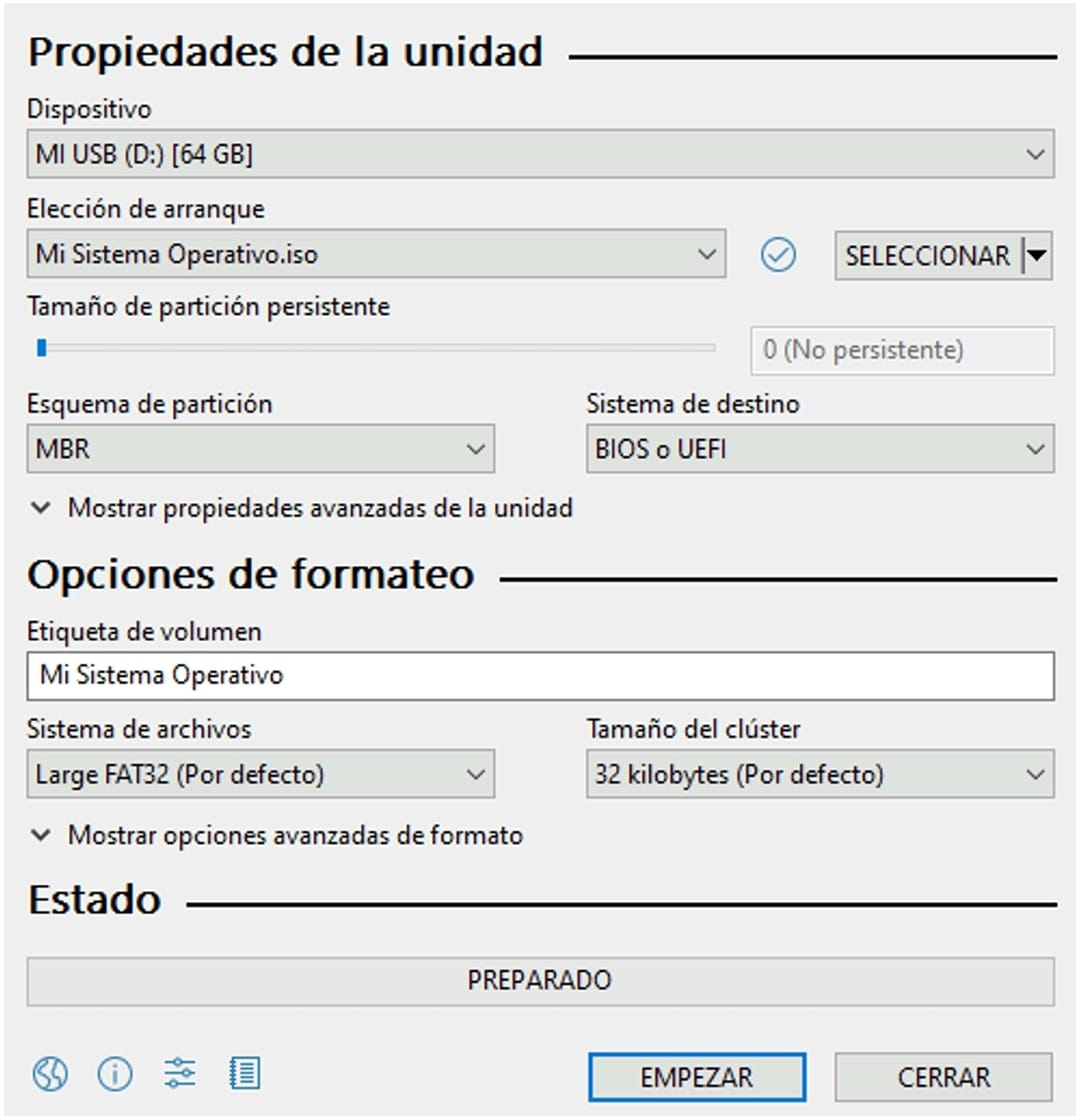 Propiedades de la unidad
Dispositivo
MI USB (D:) [64 GB]
Elección de arranque
Mi Sistema Operativo.iso
SELECCIONAR
Tamaño de partición persistente
0 (No persistente)
Esquema de partición
Sistema de destino
MBR
BIOS o UEFI
Mostrar propiedades avanzadas de la unidad
Opciones de formateo
Etiqueta de volumen
Mi Sistema Operativo
Sistema de archivos
Tamaño del clúster
Large FAT32 (Por defecto)
32 kilobytes (Por defecto)
Mostrar opciones avanzadas de formato
Estado
PREPARADO
EMPEZAR
CERRAR